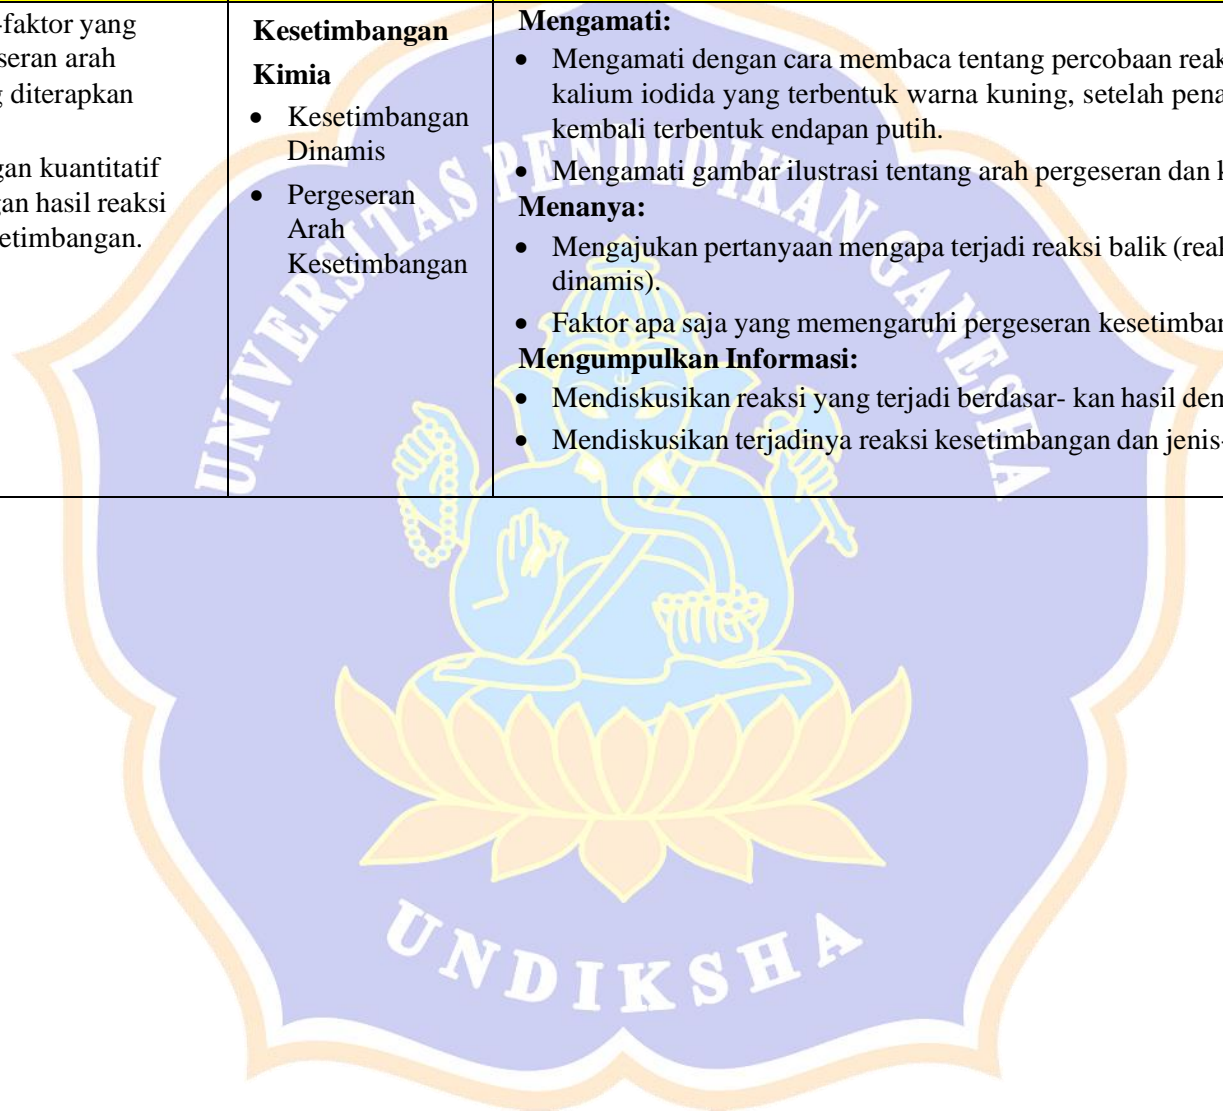 -faktor yang
seran arah
g diterapkan
gan kuantitatif
gan hasil reaksi
setimbangan.
Kesetimbangan
Kimia
• Kesetimbangan
Dinamis
• Pergeseran
Arah
Kesetimbangan
Mengamati:
• Mengamati dengan cara membaca tentang percobaan reak
kalium iodida yang terbentuk warna kuning, setelah pena
kembali terbentuk endapan putih.
• Mengamati gambar ilustrasi tentang arah pergeseran dan k
Menanya:
• Mengajukan pertanyaan mengapa terjadi reaksi balik (reak
dinamis).
• Faktor apa saja yang memengaruhi pergeseran kesetimban
Mengumpulkan Informasi:
• Mendiskusikan reaksi yang terjadi berdasar- kan hasil dem
• Mendiskusikan terjadinya reaksi kesetimbangan dan jenis-
UNIVERSITAS PENDIDIKAN GANESHA
UNDIKSHA